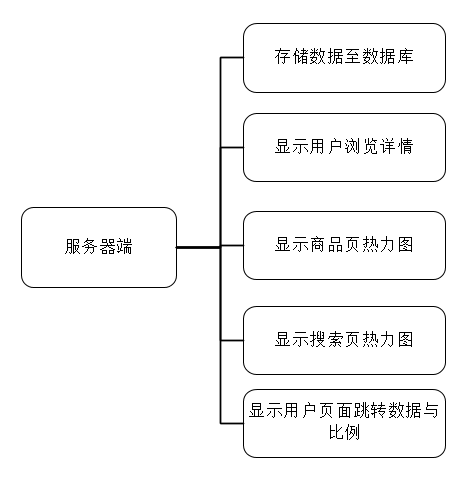 存储数据至数据库
显示用户浏览详情
服务器端
显示商品页热力图
显示搜索页热力图
显示用户页面跳转数据与
比例